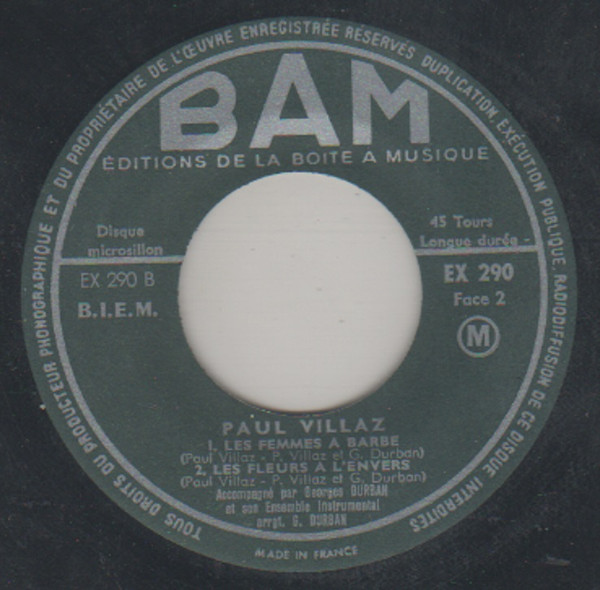 TOUS DROITS DU PRODUCTEUR PHONOGRAPHIQUE ET DU PROPRIÉTAIRE DE L'ŒUVRE ENREGISTRÉE RÉSERVÉS DUPLICATION, EXÉCUTION PUBLIQUE, RADIODIFFUSION DE CE DISQUE INTERDITES
BAM
ÉDITIONS DE LA BOITE A MUSIQUE
Disque
microsillon
45 Tours
Longue durée -
EX 290 B
B.I.E.M.
EX 290
Face 2
M
PAUL VILLAZ
1. LES FEMMES A BARBE
(Paul Villaz - P. Villaz et G. Durban)
2. LES FLEURS A L'ENVERS
(Paul Villaz - P. Villaz et G. Durban)
Accompagné par Georges DURBAN
et son Ensemble Instrumental
arrgt. G. DURBAN
MADE IN FRANCE